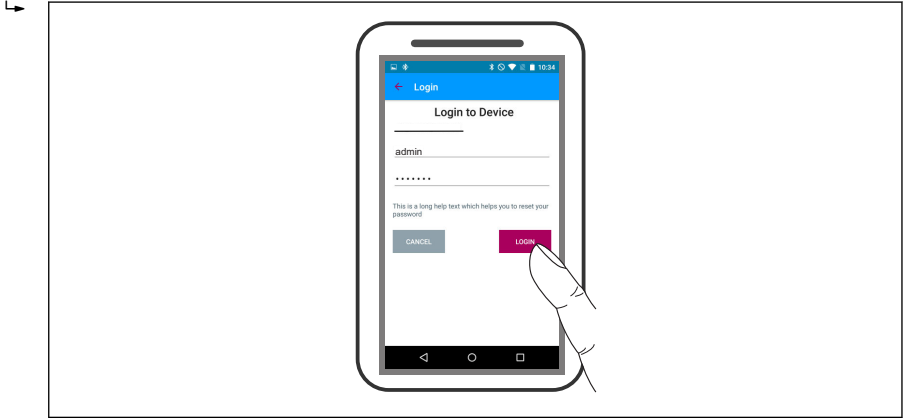 10:34
Login
Login to Device
admin
•••••••
This is a long help text which helps you to reset your
password
CANCEL
LOGIN